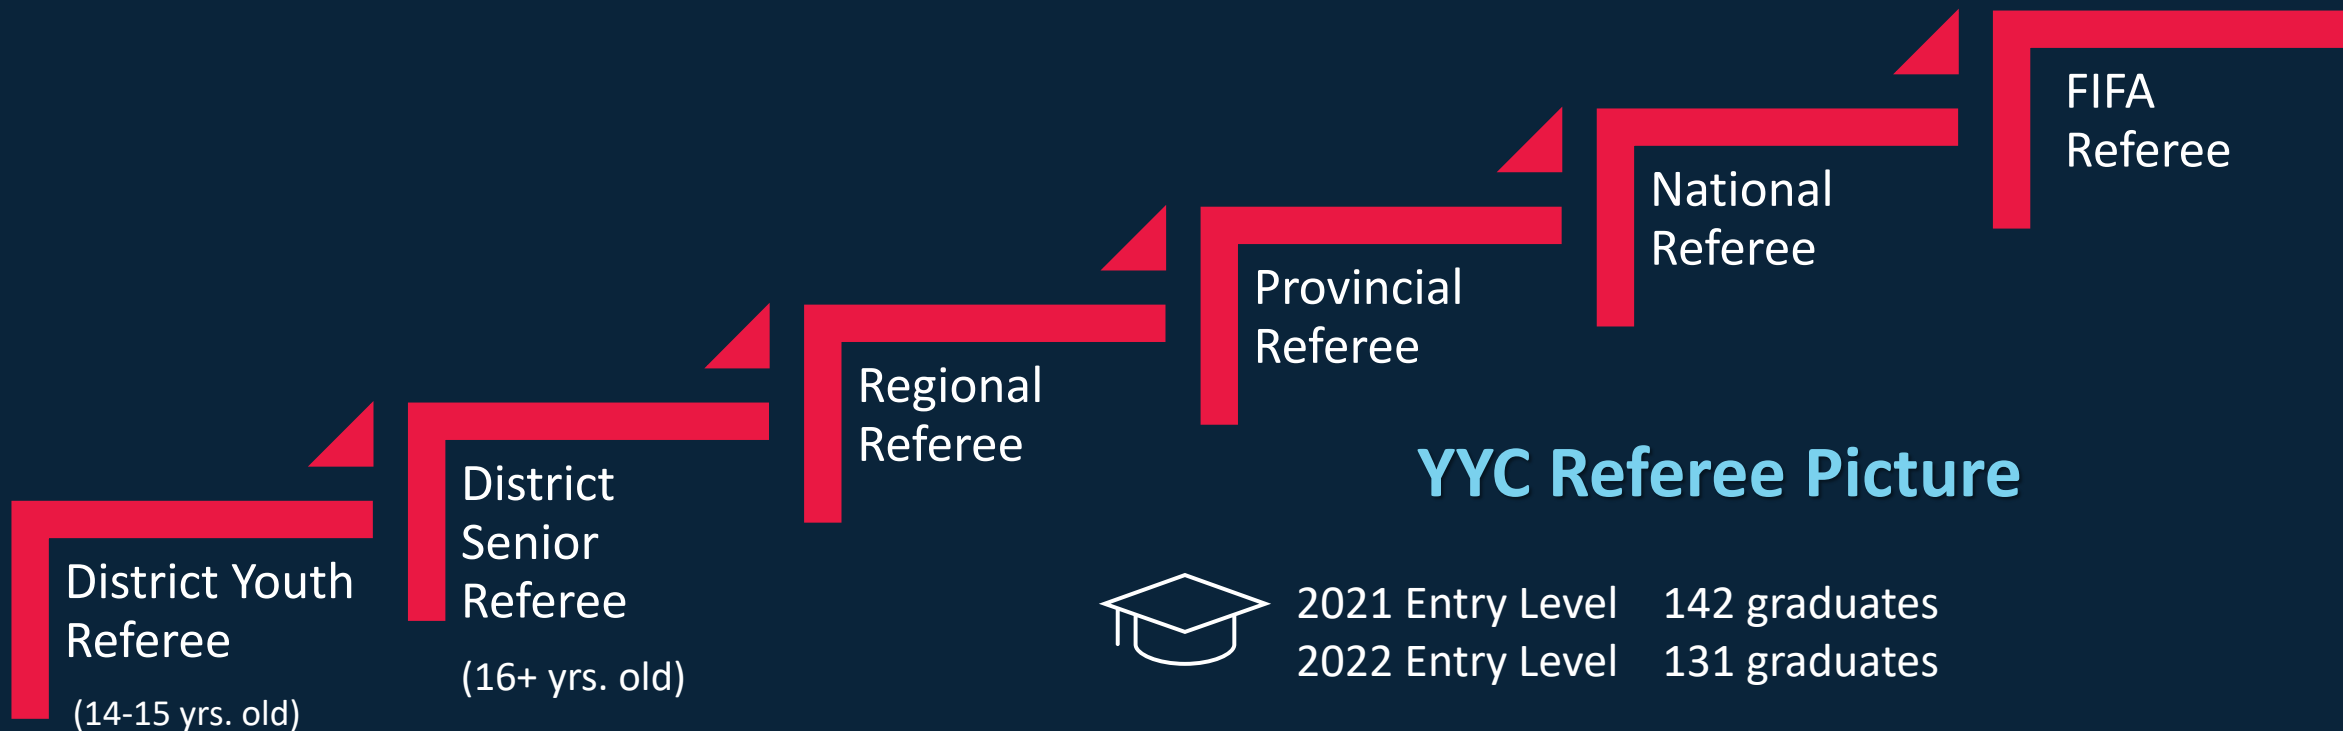 District Youth
Referee
(14-15 yrs. old)
District
Senior
Referee
(16+ yrs. old)
Regional
Referee
Provincial
Referee
National
Referee
FIFA
Referee
YYC Referee Picture
2021 Entry Level 142 graduates
2022 Entry Level 131 graduates